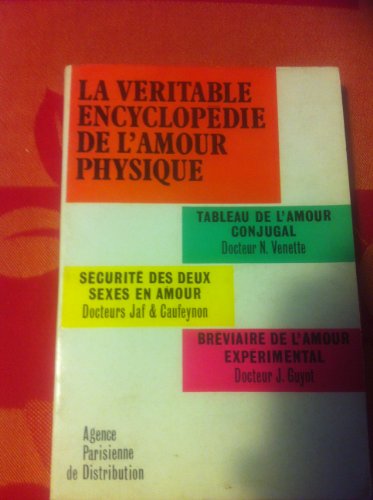 LA VERITABLE
ENCYCLOPEDIE
DE L'AMOUR
PHYSIQUE
TABLEAU DE L'AMOUR
CONJUGAL
Docteur N. Venette
SECURITÉ DES DEUX
SEXES EN AMOUR
Docteurs Jaf & Caufeynon
BREVIAIRE DE L'AMOUR
EXPERIMENTAL
Docteur J. Guyot
Agence
Parisienne
de Distribution